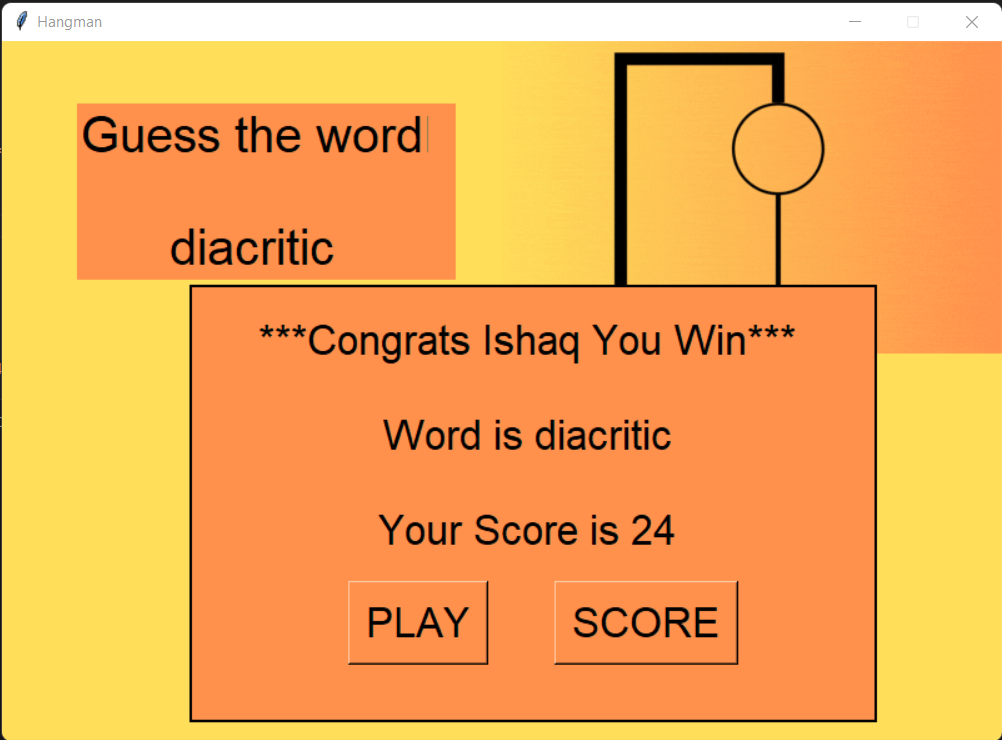 Hangman
Guess the word
diacritic
***Congrats Ishaq You Win***
Word is diacritic
Your Score is 24
PLAY SCORE